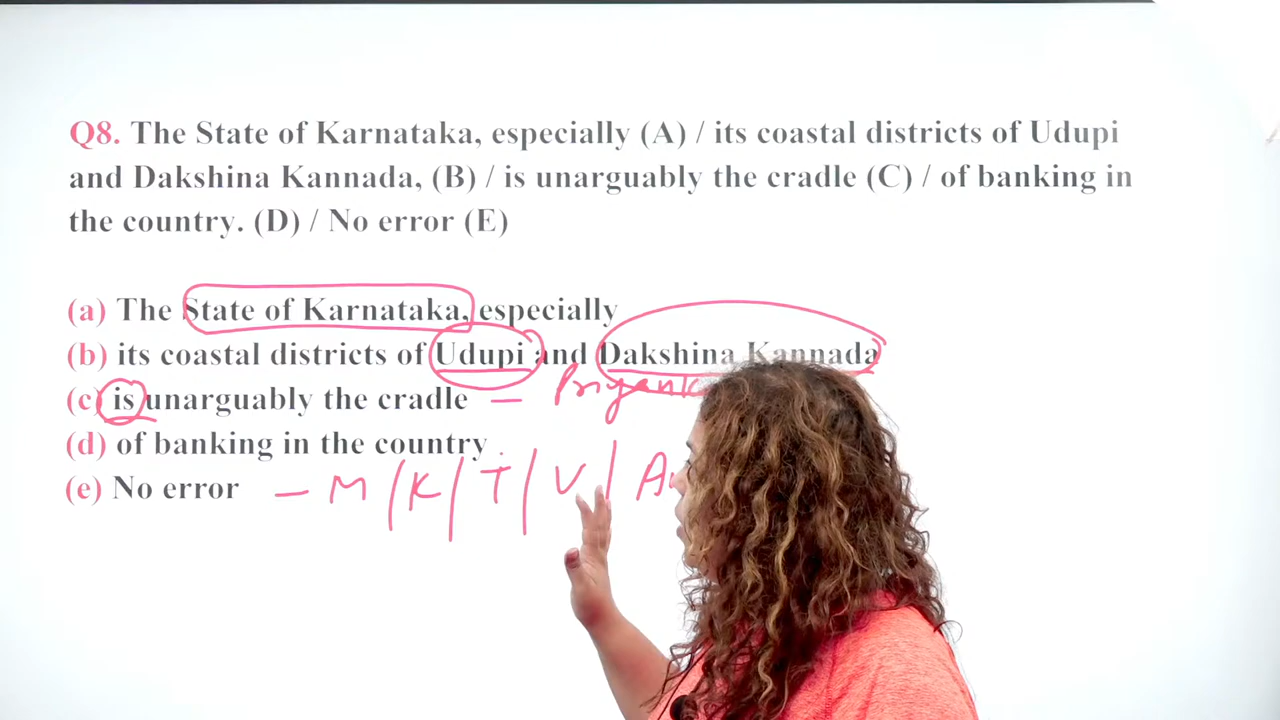 Q8. The State of Karnataka, especially (A) / its coastal districts of Udupi
and Dakshina Kannada, (B) / is unarguably the cradle (C) / of banking in
the country. (D) / No error (E)
(a) The State of Karnataka, especially
(b) its coastal districts of Udupi and Dakshina Kannada
(c) is unarguably the cradle –
(d) of banking in the country
(e) No error – M / K / T / V /